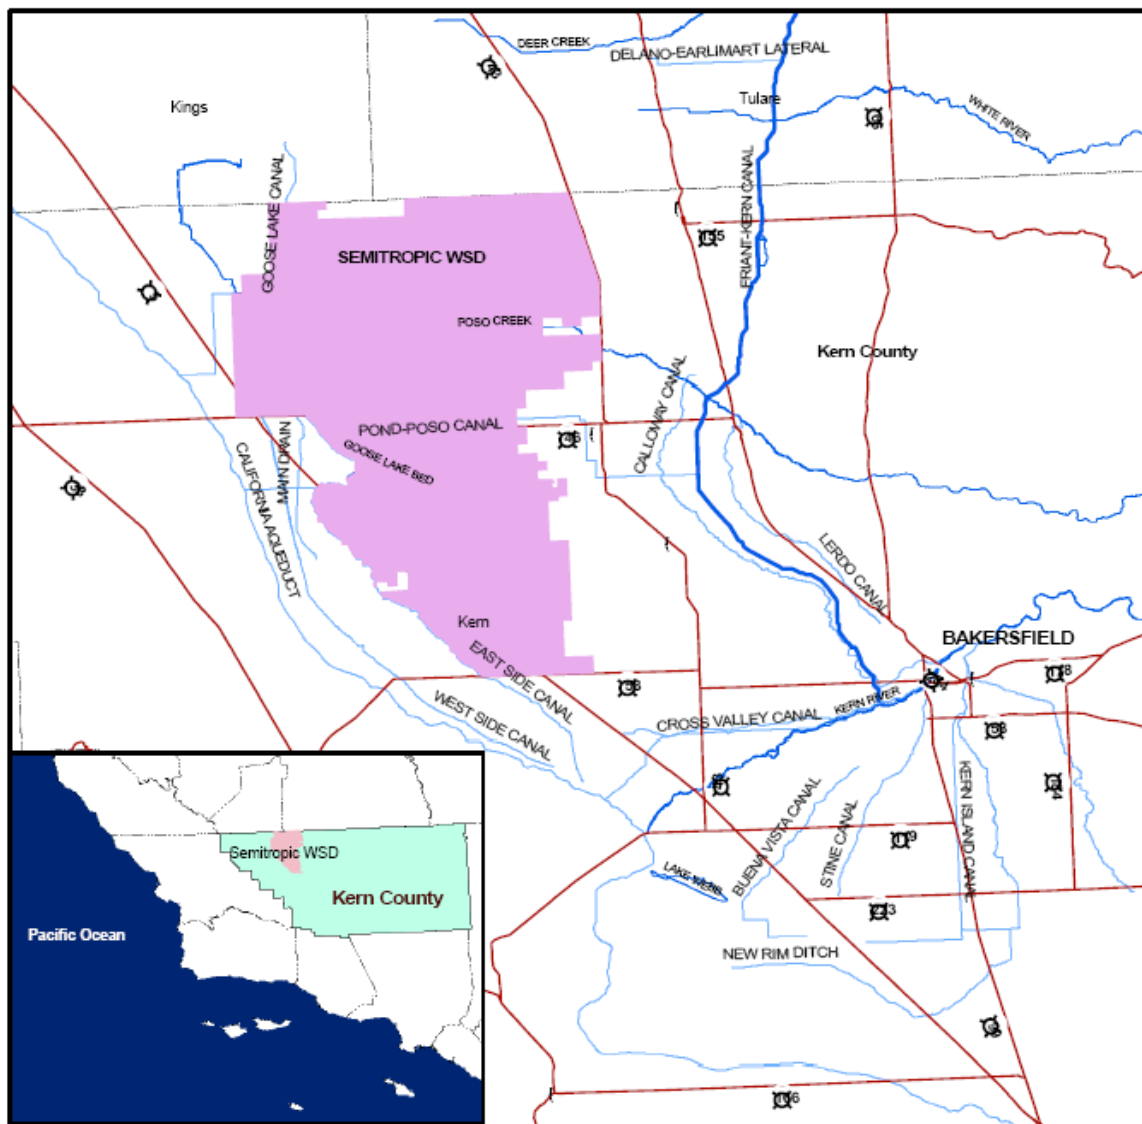 DEER CREEK
DELANO-EARLIMART LATERAL
Kings
Tulare
WHITE RIVER
GOOSE LAKE CANAL
FRIANT-KERN CANAL
SEMITROPIC WSD
POSO CREEK
Kern County
CALLOWAY CANAL
POND-POSO CANAL
GOOSE LAKE BED
MAIN DRAIN
CALIFORNIA AQUEDUCT
LERDO CANAL
Kern
BAKERSFIELD
EAST SIDE CANAL
WEST SIDE CANAL
KERN RIVER
CROSS VALLEY CANAL
KERN ISLAND CANAL
BUENA VISTA CANAL
STINE CANAL
LAKE WEBB
NEW RIM DITCH
Semitropic WSD
Kern County
Pacific Ocean